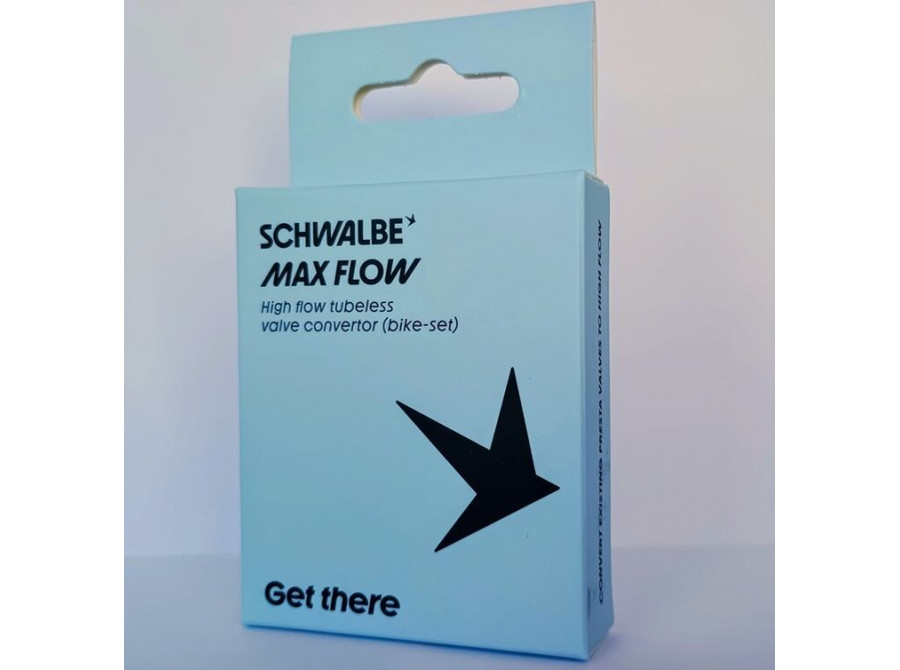 SCHWALBE
MAX FLOW
High flow tubeless
valve convertor (bike-set)
Get there
CONVERT EXISTING PRESTA VALVES TO HIGH FLOW